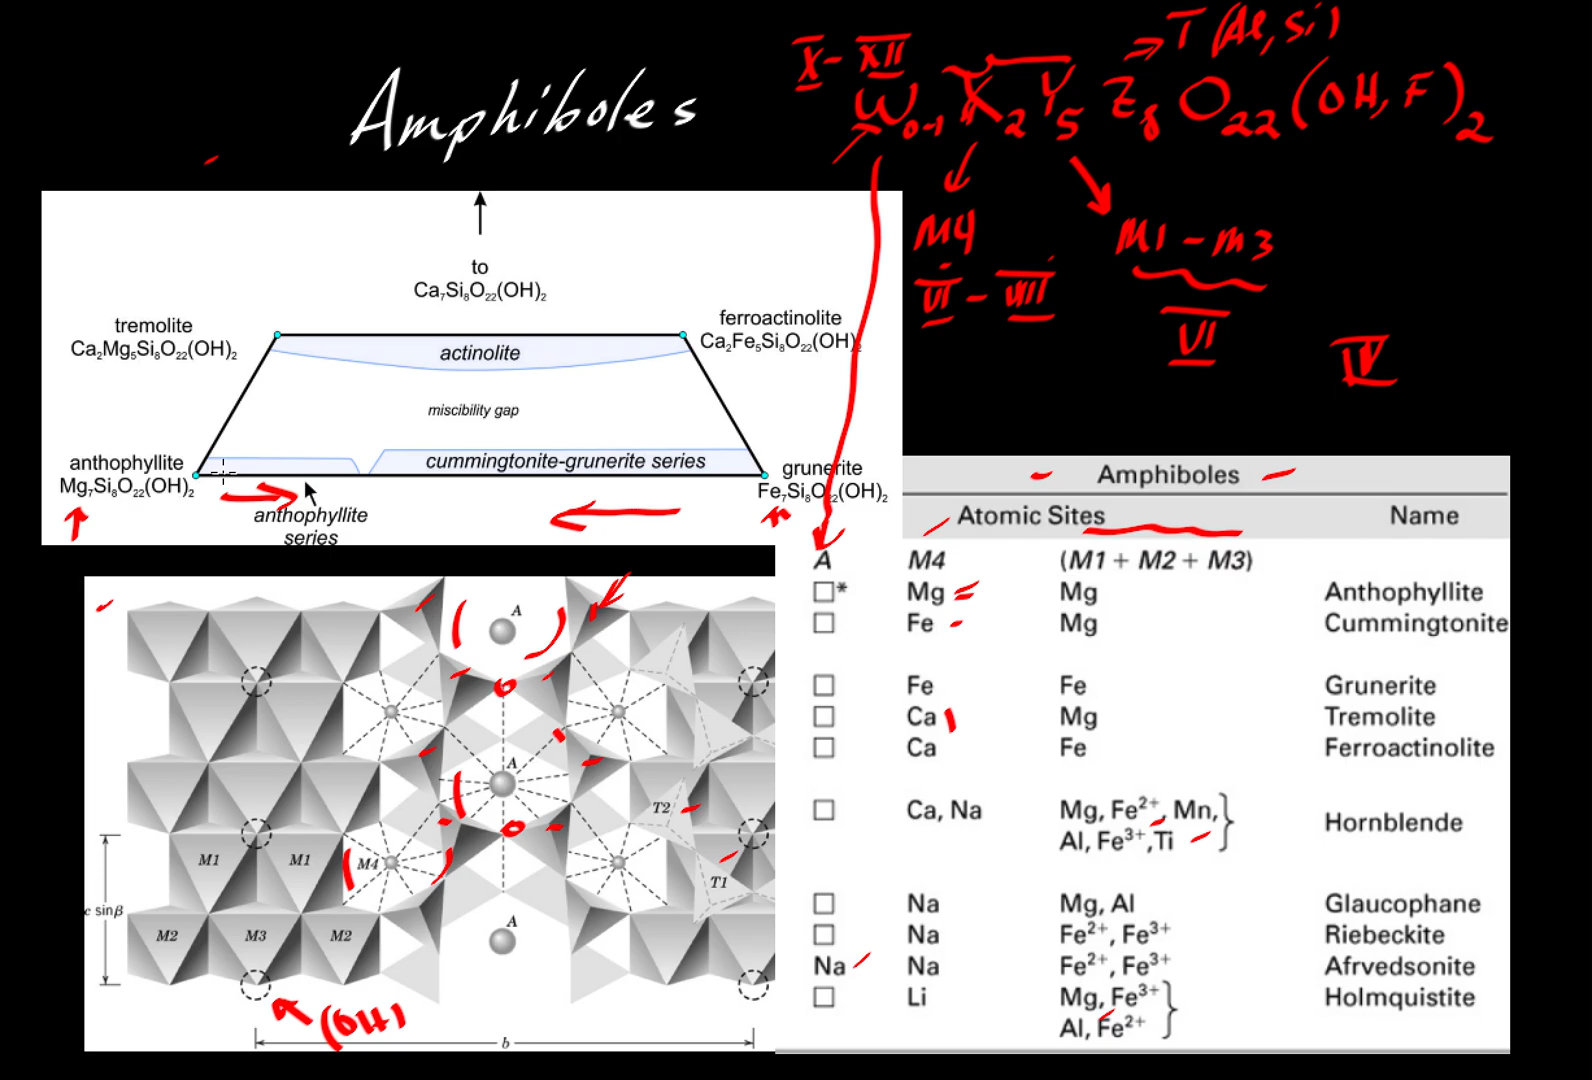 Amphiboles
X - XII
⇒ T (Al, Si)
W₀₋₁ X₂ Y₅ Z₈ O₂₂ (OH, F)₂
M4
M1 - M3
VI - VIII
VI
IV
to
Ca₇Si₈O₂₂(OH)₂
tremolite
Ca₂Mg₅Si₈O₂₂(OH)₂
ferroactinolite
Ca₂Fe₅Si₈O₂₂(OH)₂
actinolite
miscibility gap
anthophyllite
Mg₇Si₈O₂₂(OH)₂
cummingtonite-grunerite series
grunerite
Fe₇Si₈O₂₂(OH)₂
anthophyllite
series
Amphiboles
Atomic Sites Name
A M4 (M1 + M2 + M3)
□* Mg Mg Anthophyllite
□ Fe Mg Cummingtonite
□ Fe Fe Grunerite
□ Ca Mg Tremolite
□ Ca Fe Ferroactinolite
□ Ca, Na Mg, Fe²⁺, Mn, } Hornblende
Al, Fe³⁺,Ti
□ Na Mg, Al Glaucophane
□ Na Fe²⁺, Fe³⁺ Riebeckite
Na Na Fe²⁺, Fe³⁺ Afrvedsonite
□ Li Mg, Fe³⁺ } Holmquistite
Al, Fe²⁺
A
A
T2
M1 M1 M4
T1
c sinβ
M2 M3 M2
A
(OH)
b